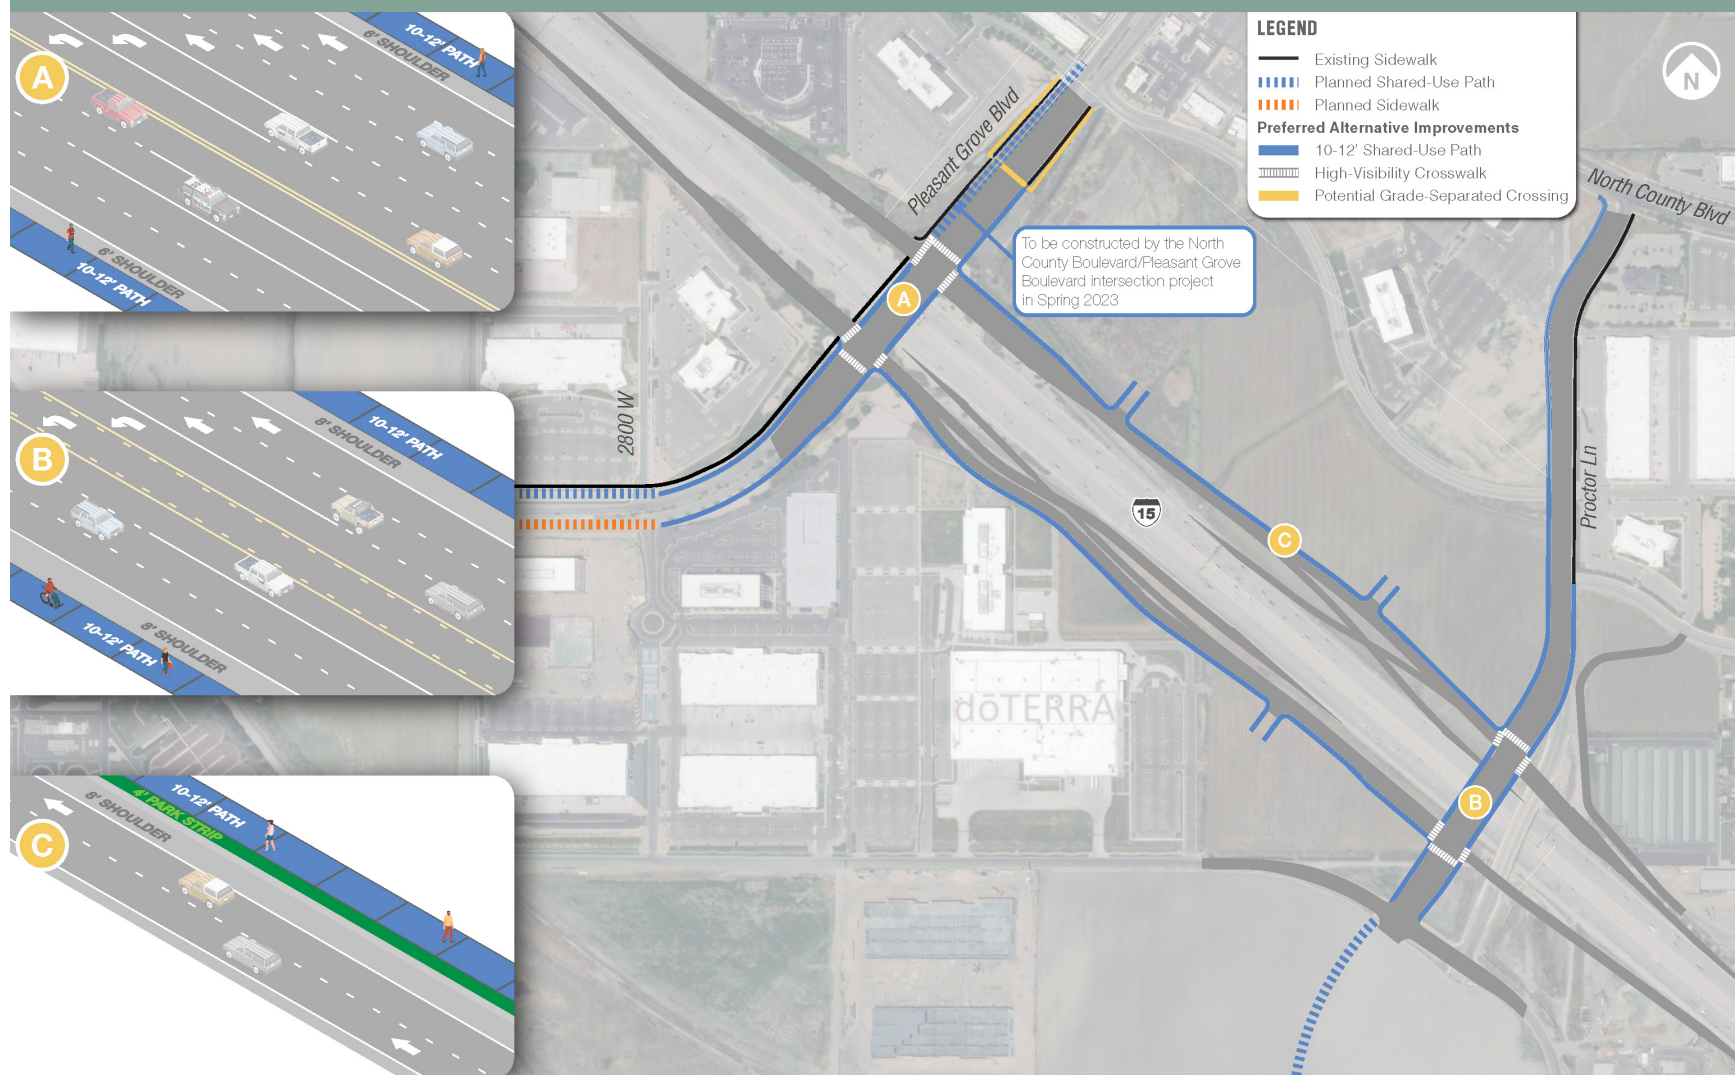 A
10-12' PATH
6' SHOULDER
6' SHOULDER
10-12' PATH
B
10-12' PATH
8' SHOULDER
8' SHOULDER
10-12' PATH
C
10-12' PATH
4' PARK STRIP
8' SHOULDER
LEGEND
Existing Sidewalk
Planned Shared-Use Path
Planned Sidewalk
Preferred Alternative Improvements
10-12' Shared-Use Path
High-Visibility Crosswalk
Potential Grade-Separated Crossing
N
Pleasant Grove Blvd
North County Blvd
To be constructed by the North
County Boulevard/Pleasant Grove
Boulevard intersection project
in Spring 2023
A
2800 W
Proctor Ln
15
C
dōTERRA
B